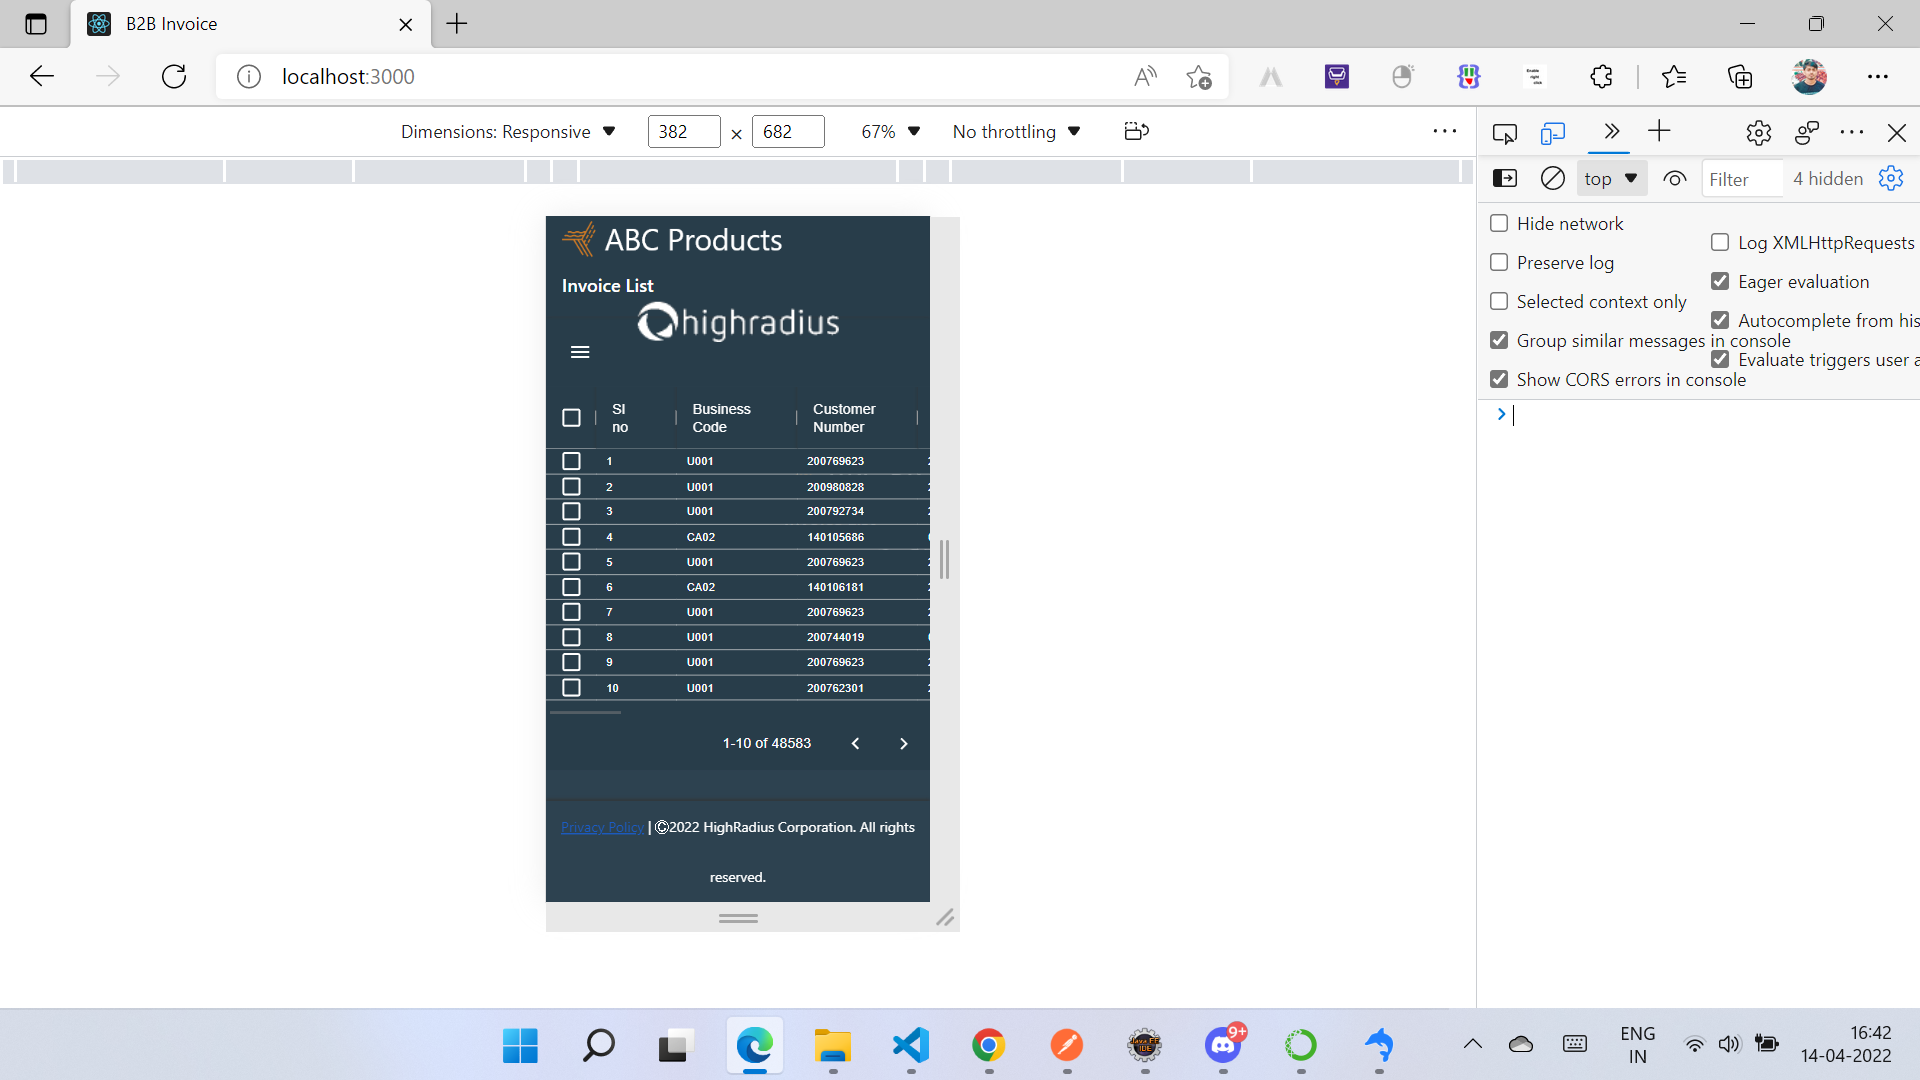 B2B Invoice
localhost:3000
Dimensions: Responsive 382 × 682 67% No throttling
top Filter 4 hidden
Hide network
Log XMLHttpRequests
Preserve log
Eager evaluation
Selected context only
Autocomplete from his
Group similar messages in console
Evaluate triggers user a
Show CORS errors in console
ABC Products
Invoice List
highradius
Sl no Business Code Customer Number
1 U001 200769623
2 U001 200980828
3 U001 200792734
4 CA02 140105686
5 U001 200769623
6 CA02 140106181
7 U001 200769623
8 U001 200744019
9 U001 200769623
10 U001 200762301
1-10 of 48583
Privacy Policy | ©2022 HighRadius Corporation. All rights
reserved.
9+
ENG
IN
16:42
14-04-2022